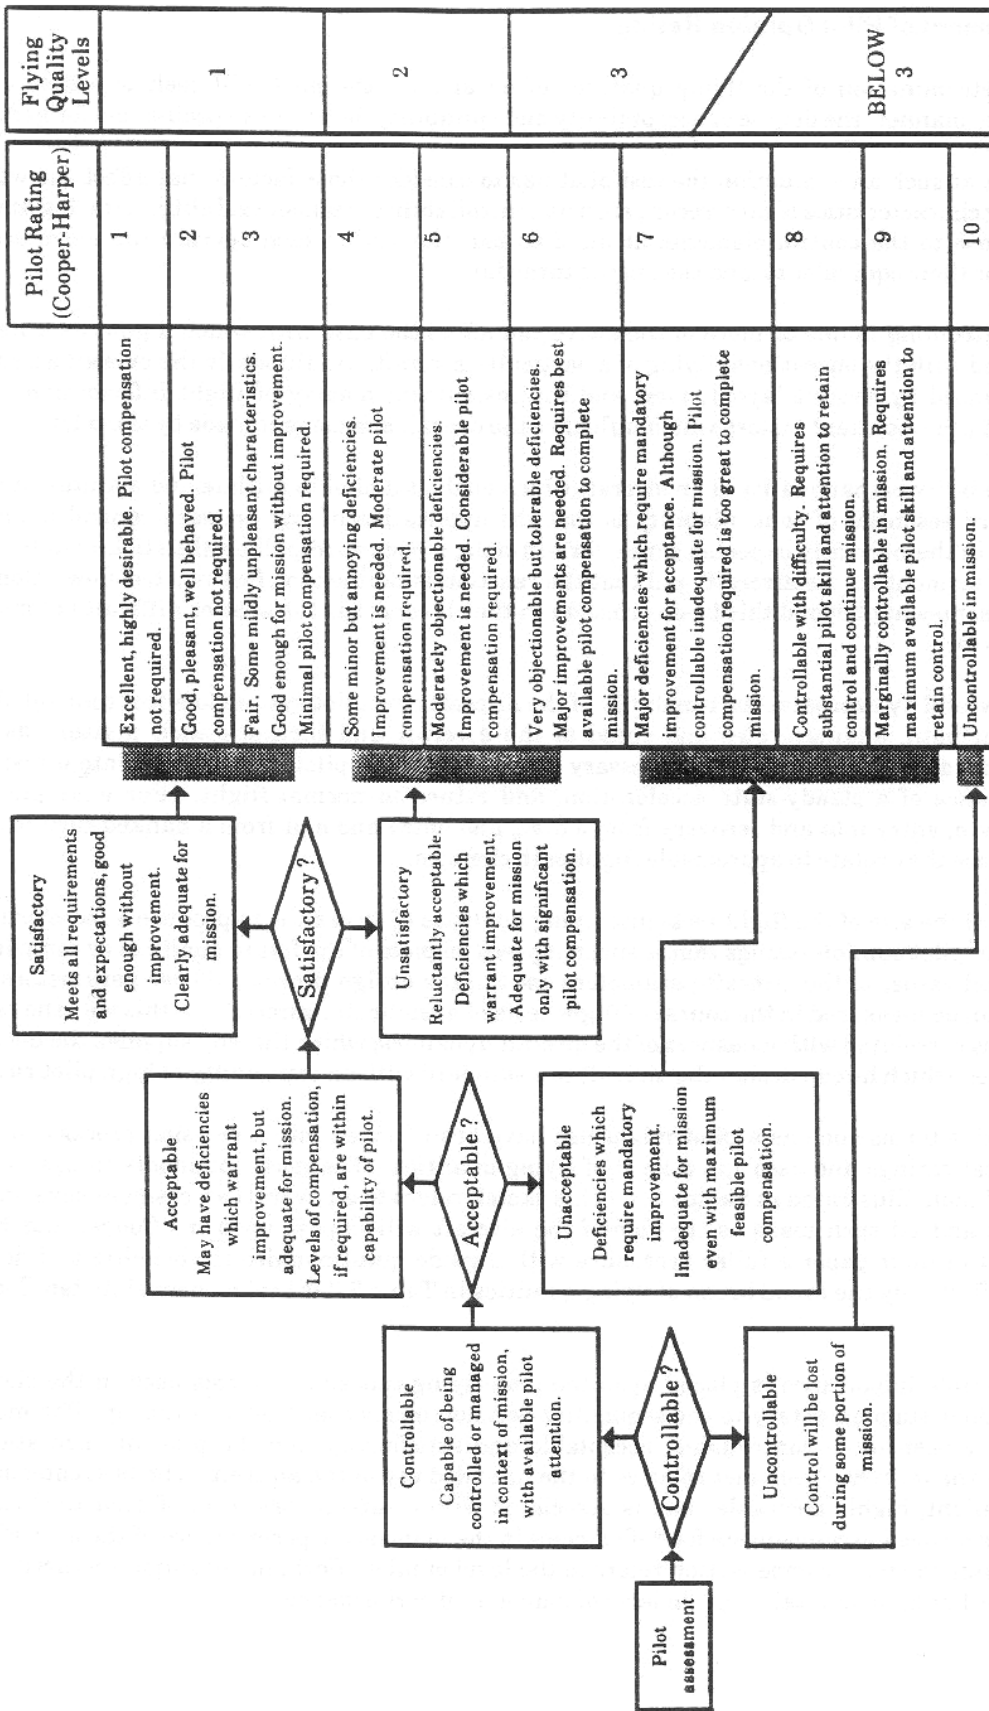 Pilot
assessment
Controllable ?
Controllable
Capable of being
controlled or managed
in context of mission,
with available pilot
attention.
Uncontrollable
Control will be lost
during some portion of
mission.
Acceptable ?
Acceptable
May have deficiencies
which warrant
improvement, but
adequate for mission.
Levels of compensation,
if required, are within
capability of pilot.
Unacceptable
Deficiencies which
require mandatory
improvement.
Inadequate for mission
even with maximum
feasible pilot
compensation.
Satisfactory ?
Satisfactory
Meets all requirements
and expectations, good
enough without
improvement.
Clearly adequate for
mission.
Unsatisfactory
Reluctantly acceptable.
Deficiencies which
warrant improvement.
Adequate for mission
only with significant
pilot compensation.
Pilot Rating
(Cooper-Harper)
Flying
Quality
Levels
Excellent, highly desirable. Pilot compensation
not required.
1
Good, pleasant, well behaved. Pilot
compensation not required.
2
Fair. Some mildly unpleasant characteristics.
Good enough for mission without improvement.
Minimal pilot compensation required.
3
1
Some minor but annoying deficiencies.
Improvement is needed. Moderate pilot
compensation required.
4
Moderately objectionable deficiencies.
Improvement is needed. Considerable pilot
compensation required.
5
2
Very objectionable but tolerable deficiencies.
Major improvements are needed. Requires best
available pilot compensation to complete
mission.
6
Major deficiencies which require mandatory
improvement for acceptance. Although
controllable inadequate for mission. Pilot
compensation required is too great to complete
mission.
7
3
Controllable with difficulty. Requires
substantial pilot skill and attention to retain
control and continue mission.
8
Marginally controllable in mission. Requires
maximum available pilot skill and attention to
retain control.
9
Uncontrollable in mission.
10
BELOW
3